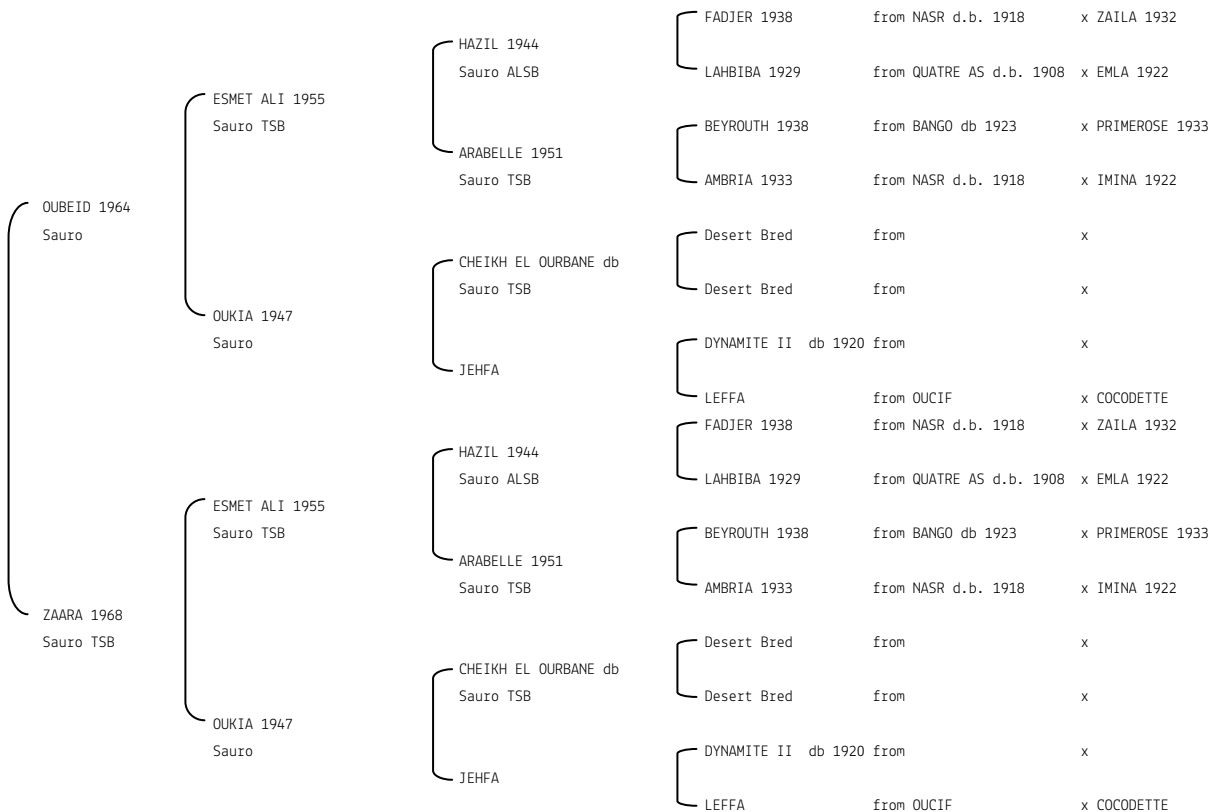 FADJER 1938 from NASR d.b. 1918 x ZAILA 1932
HAZIL 1944
Sauro ALSB LAHBIBA 1929 from QUATRE AS d.b. 1908 x EMLA 1922
ESMET ALI 1955
Sauro TSB BEYROUTH 1938 from BANGO db 1923 x PRIMEROSE 1933
ARABELLE 1951
Sauro TSB AMBRIA 1933 from NASR d.b. 1918 x IMINA 1922
OUBEID 1964
Sauro Desert Bred from x
CHEIKH EL OURBANE db
Sauro TSB Desert Bred from x
OUKIA 1947
Sauro DYNAMITE II db 1920 from x
JEHFA
LEFFA from OUCIF x COCODETTE
FADJER 1938 from NASR d.b. 1918 x ZAILA 1932
HAZIL 1944
Sauro ALSB LAHBIBA 1929 from QUATRE AS d.b. 1908 x EMLA 1922
ESMET ALI 1955
Sauro TSB BEYROUTH 1938 from BANGO db 1923 x PRIMEROSE 1933
ARABELLE 1951
Sauro TSB AMBRIA 1933 from NASR d.b. 1918 x IMINA 1922
ZAARA 1968
Sauro TSB Desert Bred from x
CHEIKH EL OURBANE db
Sauro TSB Desert Bred from x
OUKIA 1947
Sauro DYNAMITE II db 1920 from x
JEHFA
LEFFA from OUCIF x COCODETTE